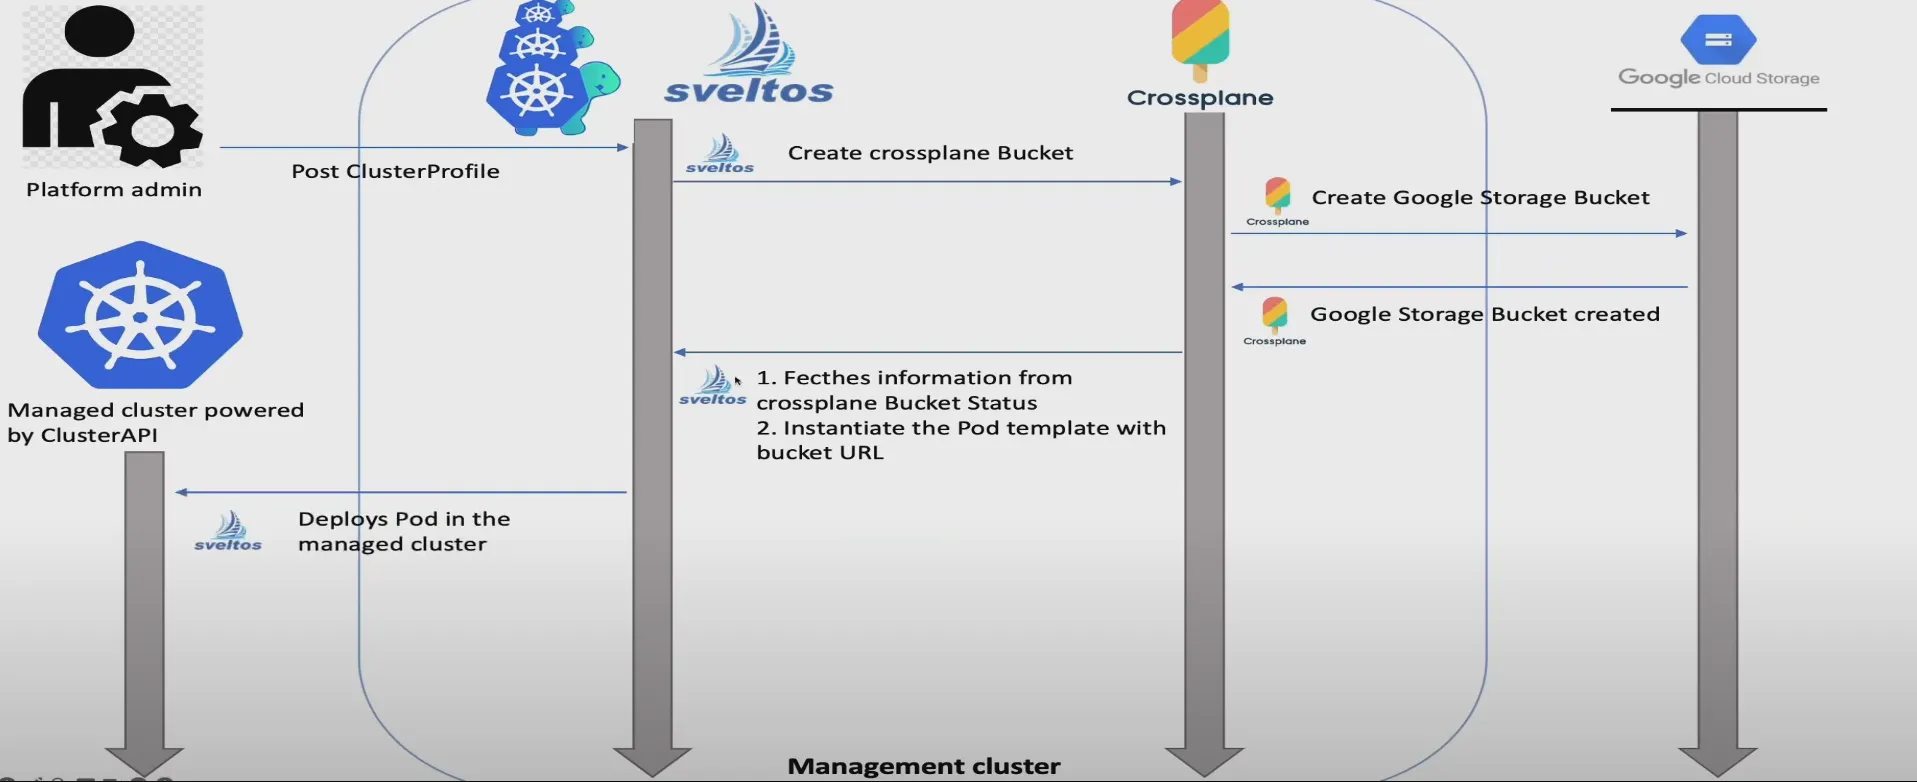 sveltos
Crossplane
Google Cloud Storage
Platform admin
Post ClusterProfile
sveltos
Create crossplane Bucket
Crossplane
Create Google Storage Bucket
Crossplane
Google Storage Bucket created
sveltos
1. Fecthes information from
crossplane Bucket Status
2. Instantiate the Pod template with
bucket URL
Managed cluster powered
by ClusterAPI
sveltos
Deploys Pod in the
managed cluster
Management cluster